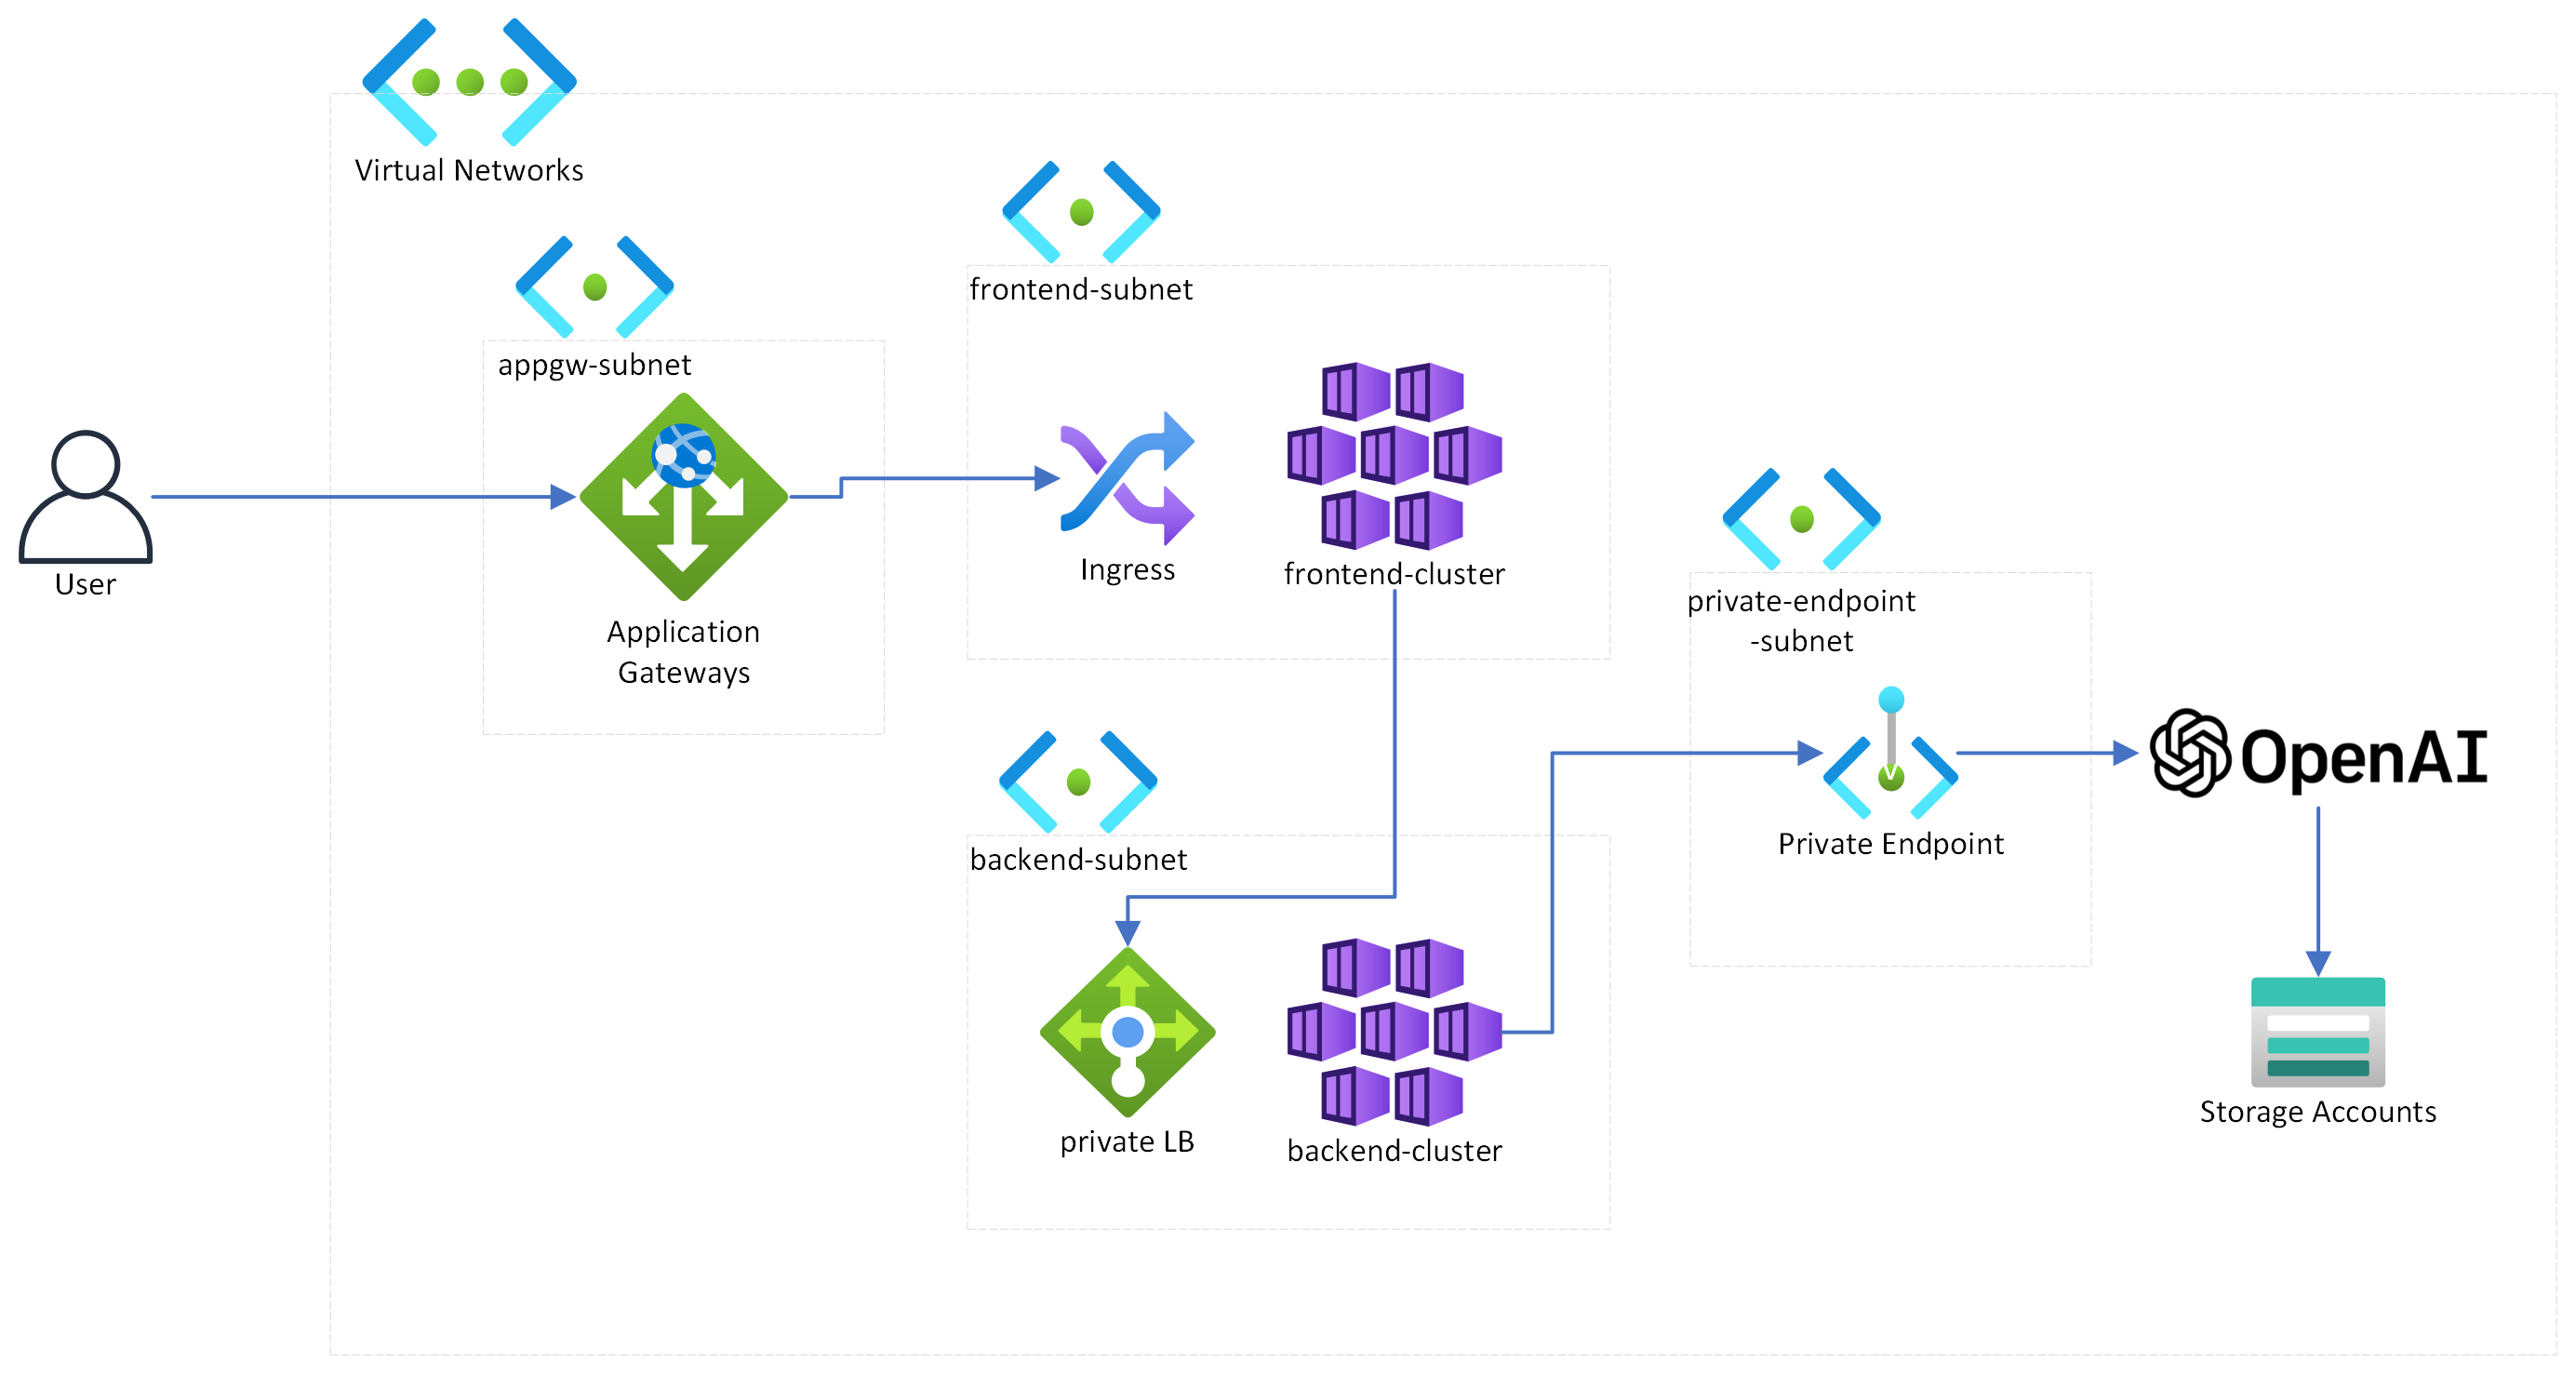 Virtual Networks
frontend-subnet
appgw-subnet
User
Application
Gateways
Ingress
frontend-cluster
private-endpoint
-subnet
Private Endpoint
OpenAI
backend-subnet
private LB
backend-cluster
Storage Accounts